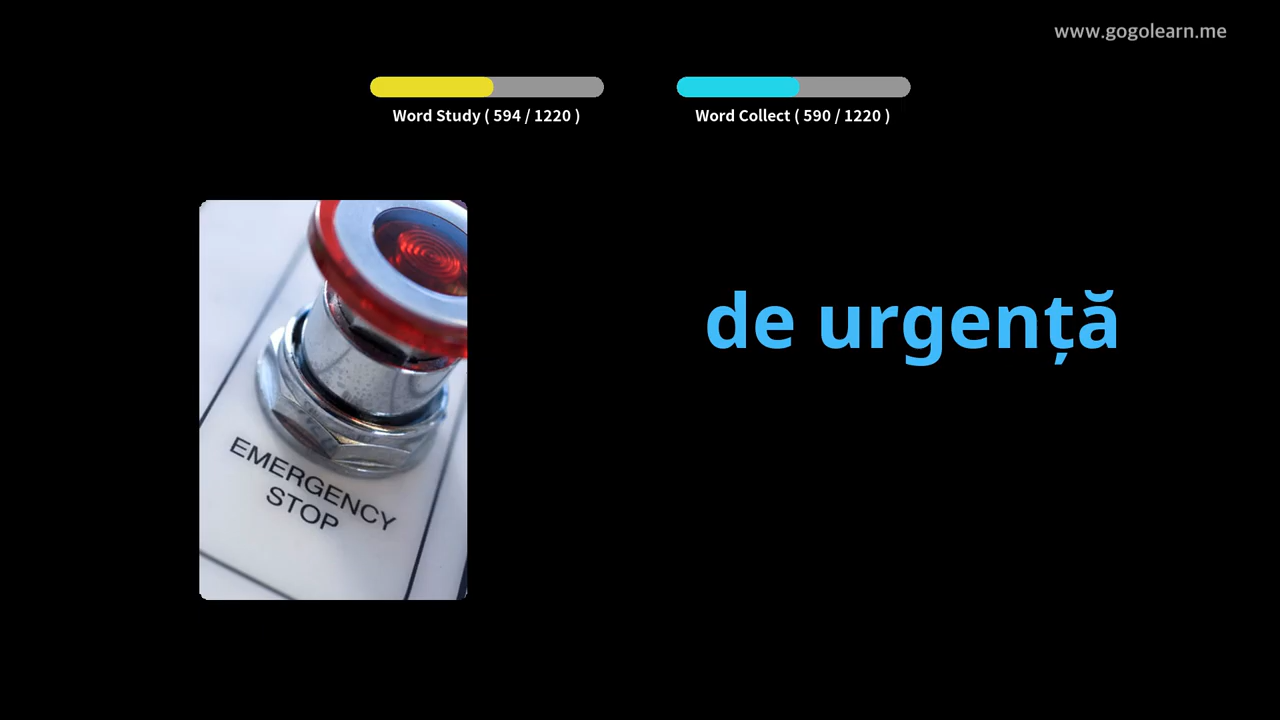 www.gogolearn.me
Word Study ( 594 / 1220 )
Word Collect ( 590 / 1220 )
de urgență
EMERGENCY
STOP